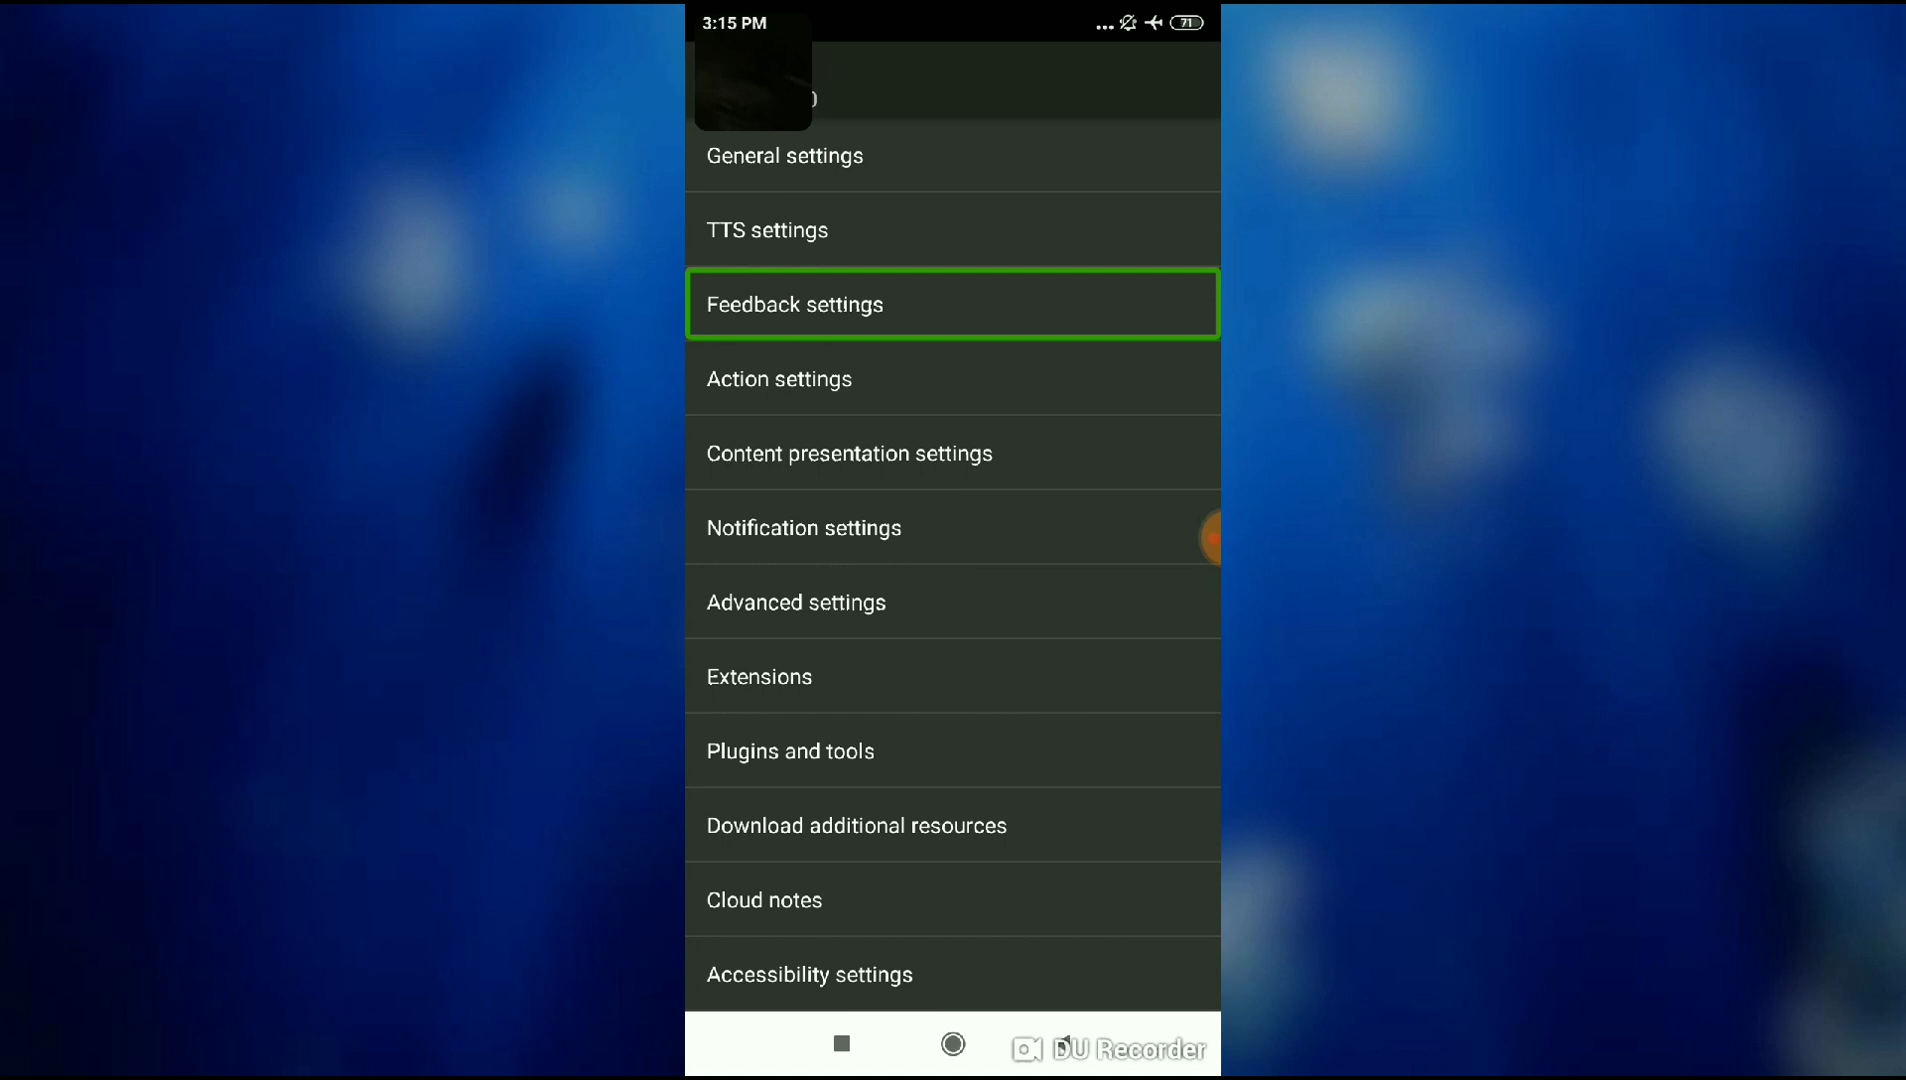 3:15 PM
71
General settings
TTS settings
Feedback settings
Action settings
Content presentation settings
Notification settings
Advanced settings
Extensions
Plugins and tools
Download additional resources
Cloud notes
Accessibility settings
DU Recorder